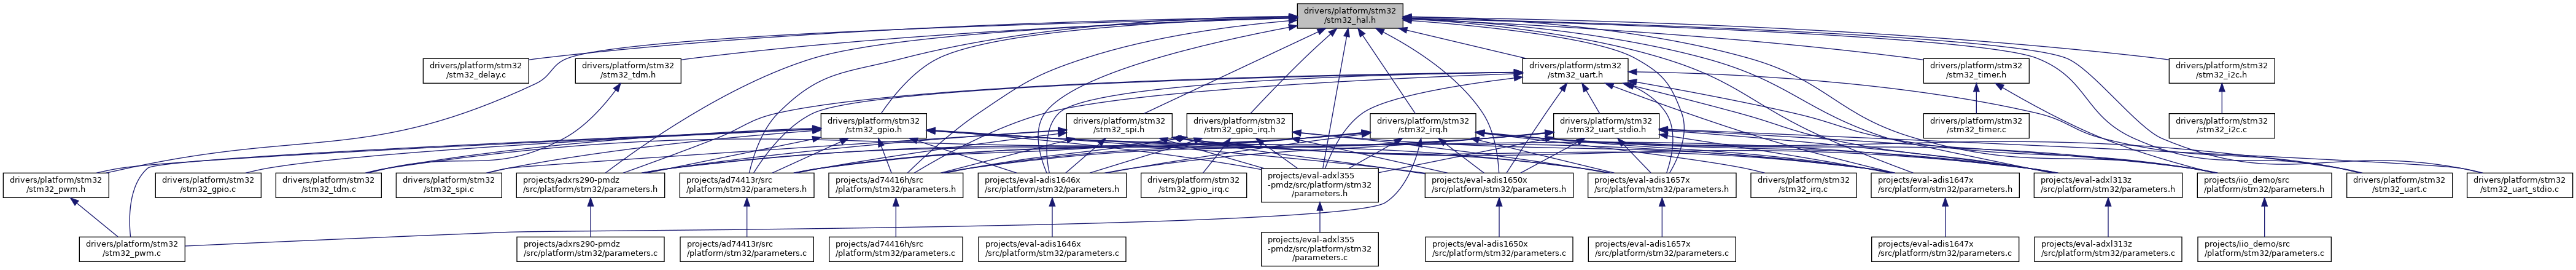 drivers/platform/stm32
/stm32_hal.h
drivers/platform/stm32
/stm32_delay.c
drivers/platform/stm32
/stm32_tdm.h
drivers/platform/stm32
/stm32_uart.h
drivers/platform/stm32
/stm32_timer.h
drivers/platform/stm32
/stm32_i2c.h
drivers/platform/stm32
/stm32_gpio.h
drivers/platform/stm32
/stm32_spi.h
drivers/platform/stm32
/stm32_gpio_irq.h
drivers/platform/stm32
/stm32_irq.h
drivers/platform/stm32
/stm32_uart_stdio.h
drivers/platform/stm32
/stm32_timer.c
drivers/platform/stm32
/stm32_i2c.c
drivers/platform/stm32
/stm32_pwm.h
drivers/platform/stm32
/stm32_gpio.c
drivers/platform/stm32
/stm32_tdm.c
drivers/platform/stm32
/stm32_spi.c
projects/adxrs290-pmdz
/src/platform/stm32/parameters.h
projects/ad74413r/src
/platform/stm32/parameters.h
projects/ad74416h/src
/platform/stm32/parameters.h
projects/eval-adis1646x
/src/platform/stm32/parameters.h
drivers/platform/stm32
/stm32_gpio_irq.c
projects/eval-adxl355
-pmdz/src/platform/stm32
/parameters.h
projects/eval-adis1650x
/src/platform/stm32/parameters.h
projects/eval-adis1657x
/src/platform/stm32/parameters.h
drivers/platform/stm32
/stm32_irq.c
projects/eval-adis1647x
/src/platform/stm32/parameters.h
projects/eval-adxl313z
/src/platform/stm32/parameters.h
projects/iio_demo/src
/platform/stm32/parameters.h
drivers/platform/stm32
/stm32_uart.c
drivers/platform/stm32
/stm32_uart_stdio.c
drivers/platform/stm32
/stm32_pwm.c
projects/adxrs290-pmdz
/src/platform/stm32/parameters.c
projects/ad74413r/src
/platform/stm32/parameters.c
projects/ad74416h/src
/platform/stm32/parameters.c
projects/eval-adis1646x
/src/platform/stm32/parameters.c
projects/eval-adxl355
-pmdz/src/platform/stm32
/parameters.c
projects/eval-adis1650x
/src/platform/stm32/parameters.c
projects/eval-adis1657x
/src/platform/stm32/parameters.c
projects/eval-adis1647x
/src/platform/stm32/parameters.c
projects/eval-adxl313z
/src/platform/stm32/parameters.c
projects/iio_demo/src
/platform/stm32/parameters.c